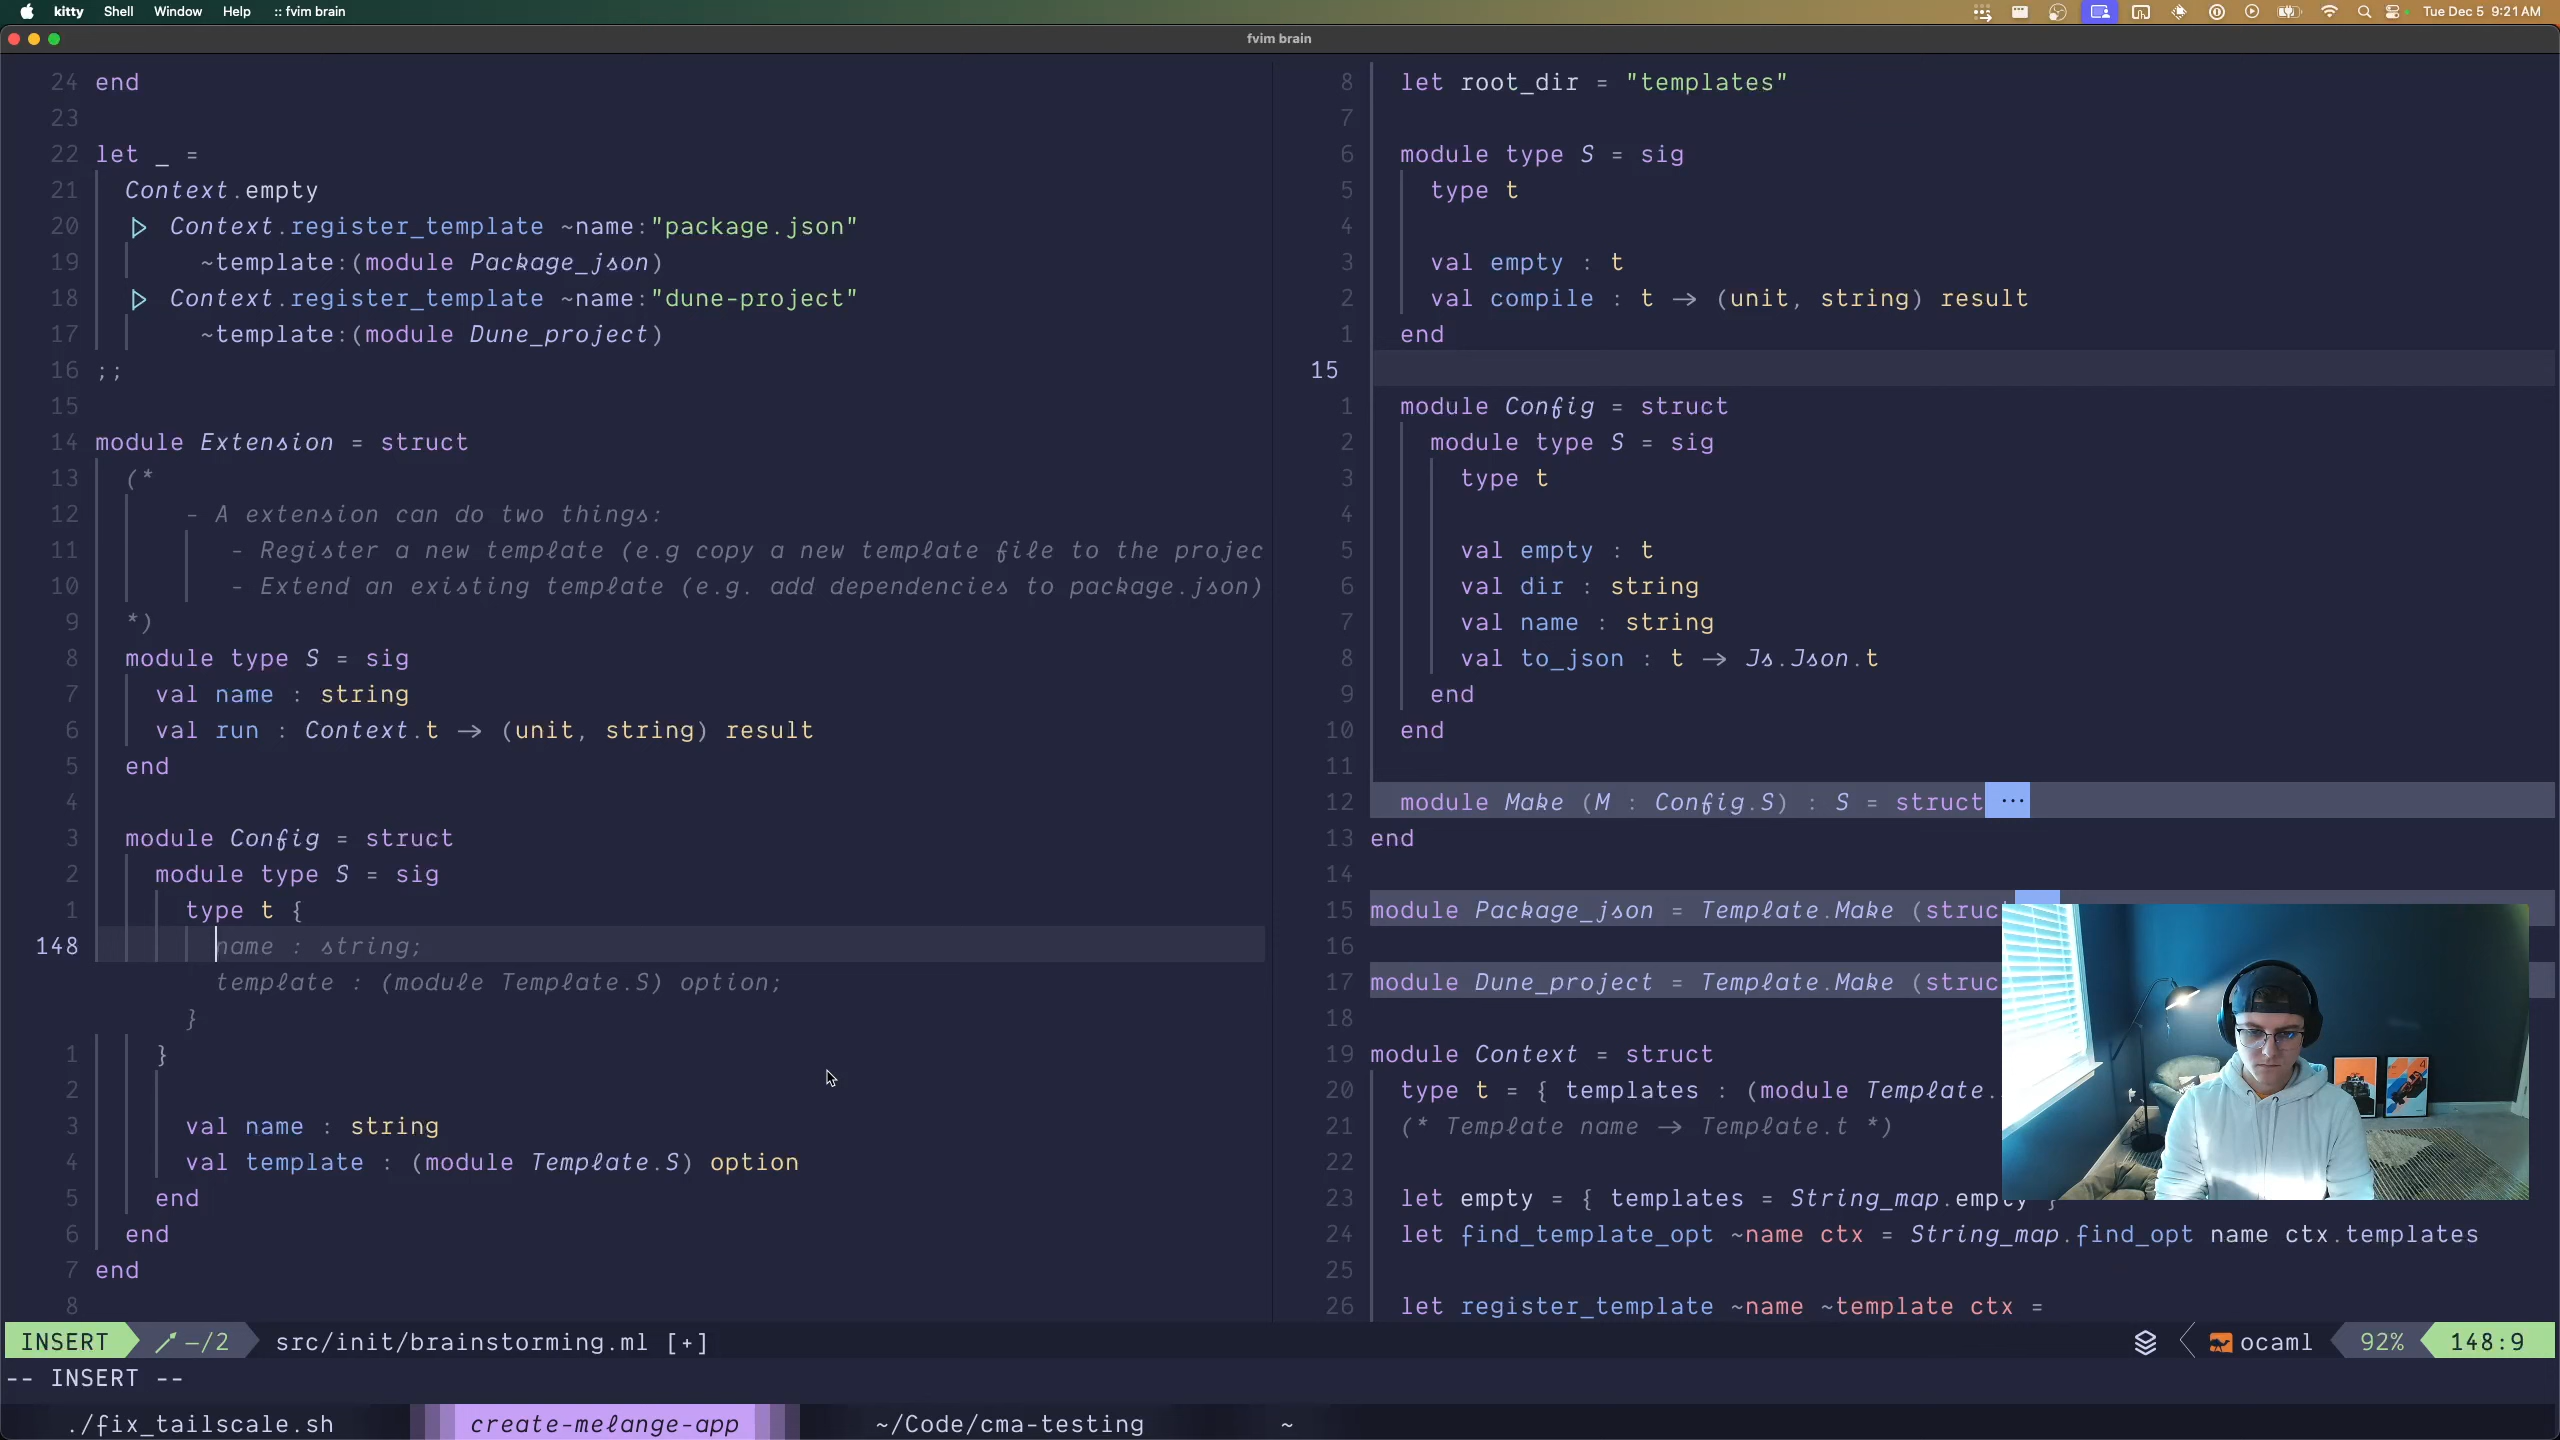 kitty Shell Window Help :: fvim brain Tue Dec 5 9:21 AM
fvim brain
24 end
23
22 let _ =
21 Context.empty
20 ▷ Context.register_template ~name:"package.json"
19 ~template:(module Package_json)
18 ▷ Context.register_template ~name:"dune-project"
17 ~template:(module Dune_project)
16 ;;
15
14 module Extension = struct
13 (*
12 - A extension can do two things:
11 - Register a new template (e.g copy a new template file to the projec
10 - Extend an existing template (e.g. add dependencies to package.json)
9 *)
8 module type S = sig
7 val name : string
6 val run : Context.t → (unit, string) result
5 end
4
3 module Config = struct
2 module type S = sig
1 type t {
148 name : string;
template : (module Template.S) option;
}
1 }
2
3 val name : string
4 val template : (module Template.S) option
5 end
6 end
7 end
8
8 let root_dir = "templates"
7
6 module type S = sig
5 type t
4
3 val empty : t
2 val compile : t → (unit, string) result
1 end
15
1 module Config = struct
2 module type S = sig
3 type t
4
5 val empty : t
6 val dir : string
7 val name : string
8 val to_json : t → Js.Json.t
9 end
10 end
11
12 module Make (M : Config.S) : S = struct ···
13 end
14
15 module Package_json = Template.Make (struc
16
17 module Dune_project = Template.Make (struc
18
19 module Context = struct
20 type t = { templates : (module Template.
21 (* Template name → Template.t *)
22
23 let empty = { templates = String_map.empty }
24 let find_template_opt ~name ctx = String_map.find_opt name ctx.templates
25
26 let register_template ~name ~template ctx =
INSERT –/2 src/init/brainstorming.ml [+] ocaml 92% 148:9
-- INSERT --
./fix_tailscale.sh create-melange-app ~/Code/cma-testing ~